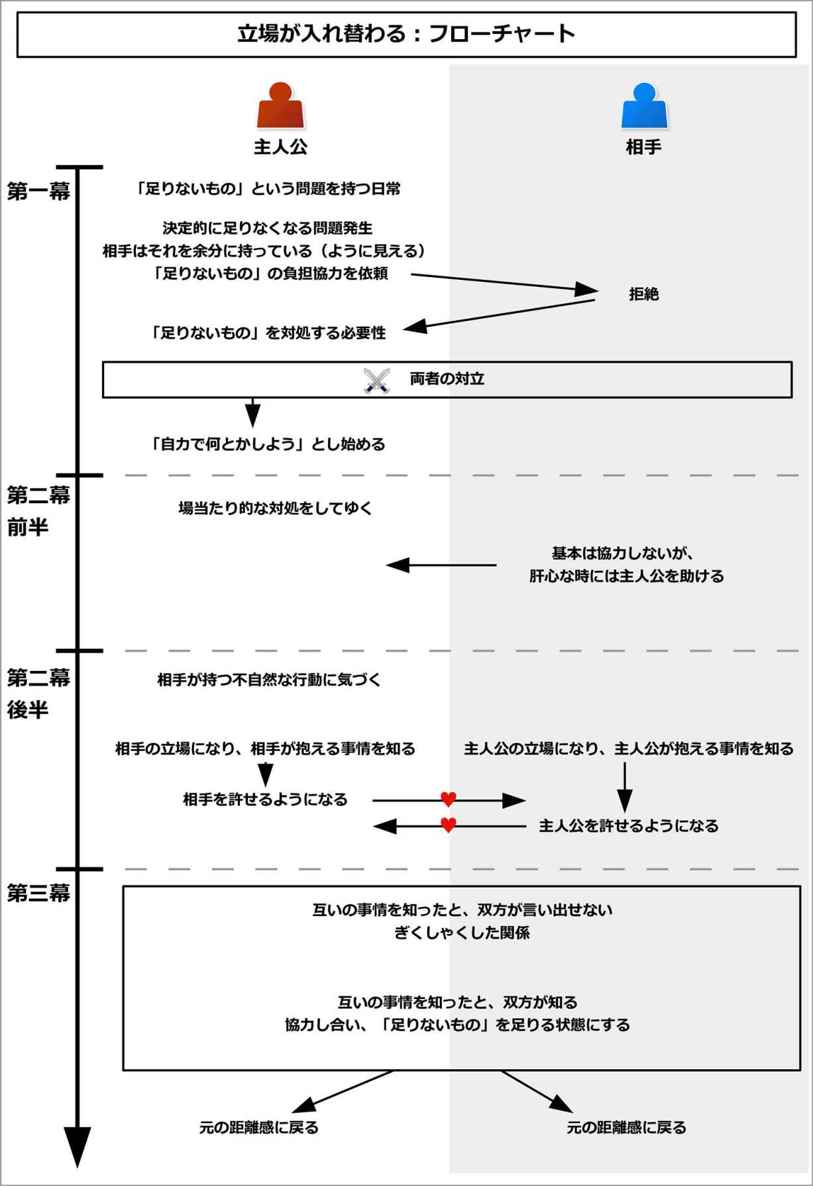 立場が入れ替わる：フローチャート
主人公
相手
第一幕
「足りないもの」という問題を持つ日常
決定的に足りなくなる問題発生
相手はそれを余分に持っている（ように見える）
「足りないもの」の負担協力を依頼
拒絶
「足りないもの」を対処する必要性
両者の対立
「自力で何とかしよう」とし始める
第二幕
前半
場当たり的な対処をしてゆく
基本は協力しないが、
肝心な時には主人公を助ける
第二幕
後半
相手が持つ不自然な行動に気づく
相手の立場になり、相手が抱える事情を知る
主人公の立場になり、主人公が抱える事情を知る
相手を許せるようになる
主人公を許せるようになる
第三幕
互いの事情を知ったと、双方が言い出せない
ぎくしゃくした関係
互いの事情を知ったと、双方が知る
協力し合い、「足りないもの」を足りる状態にする
元の距離感に戻る
元の距離感に戻る